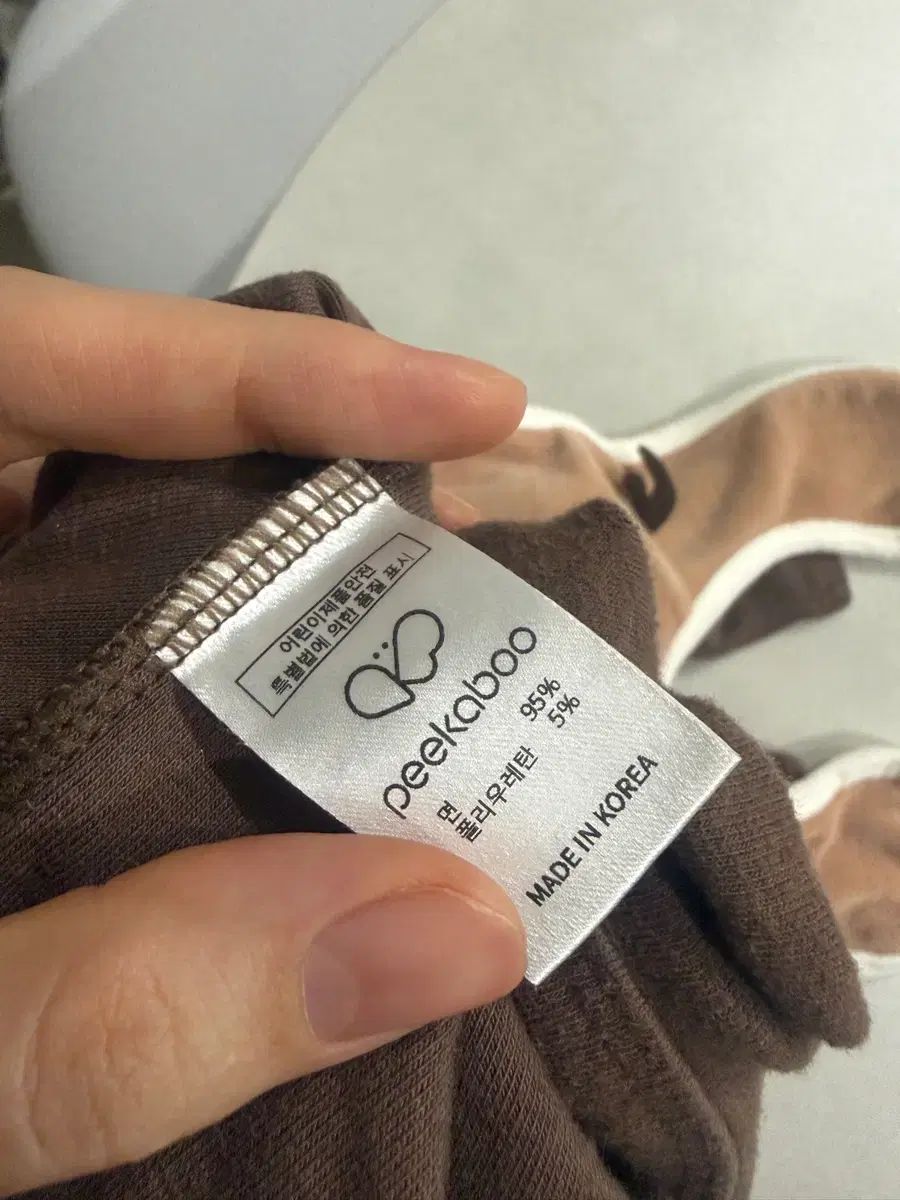 어린이제품안전
특별법에 의한 품질 표시
peekaboo
면 95%
폴리우레탄 5%
MADE IN KOREA